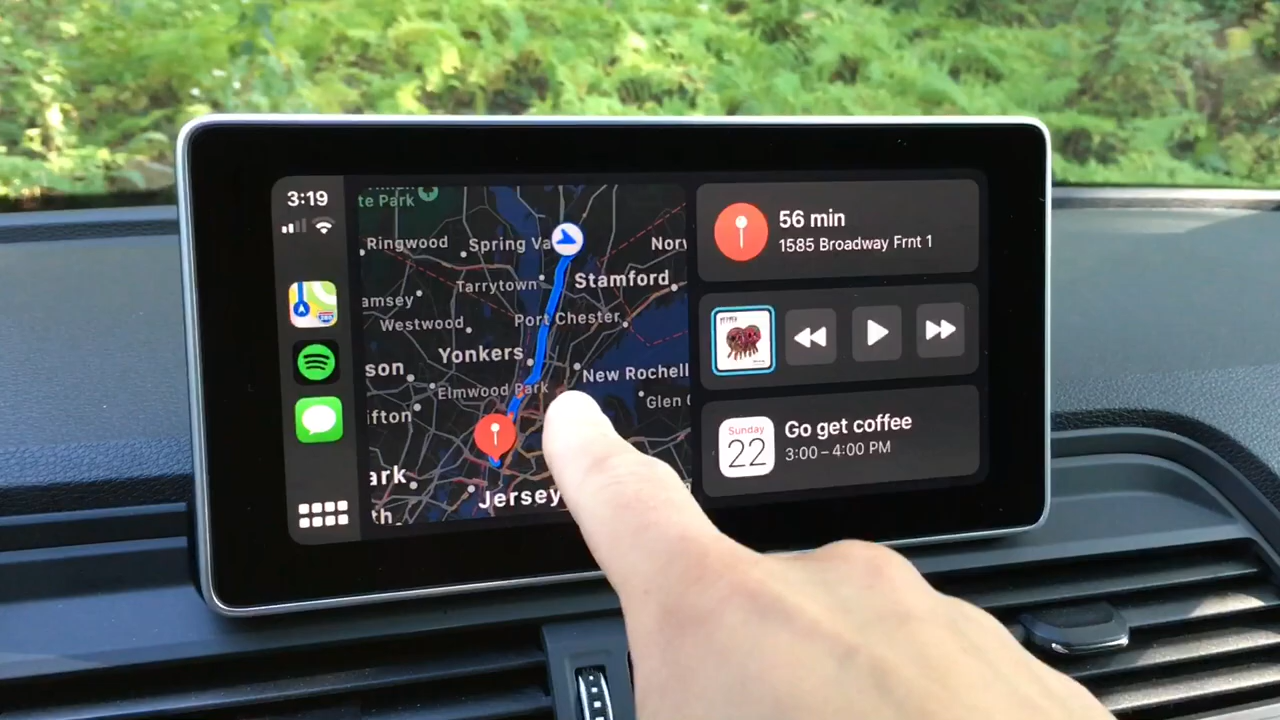 3:19
te Park
Ringwood
Spring Va
Norv
Tarrytown
Stamford
amsey
Westwood
Port Chester
Yonkers
son
New Rochell
Elmwood Park
Glen
ifton
ark
Jersey
th
56 min
1585 Broadway Frnt 1
Sunday
22
Go get coffee
3:00 – 4:00 PM